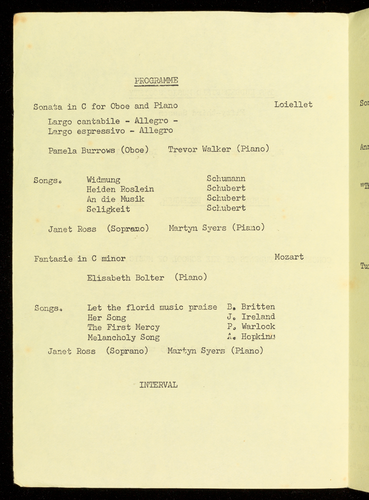 PROGRAMME
Sonata in C for Oboe and Piano Loiellet
Largo cantabile - Allegro -
Largo espressivo - Allegro
Pamela Burrows (Oboe) Trevor Walker (Piano)
Songs. Widmung Schumann
Heiden Roslein Schubert
An die Musik Schubert
Seligkeit Schubert
Janet Ross (Soprano) Martyn Syers (Piano)
Fantasie in C minor Mozart
Elisabeth Bolter (Piano)
Songs. Let the florid music praise B. Britten
Her Song J. Ireland
The First Mercy P. Warlock
Melancholy Song A. Hopkins
Janet Ross (Soprano) Martyn Syers (Piano)
INTERVAL